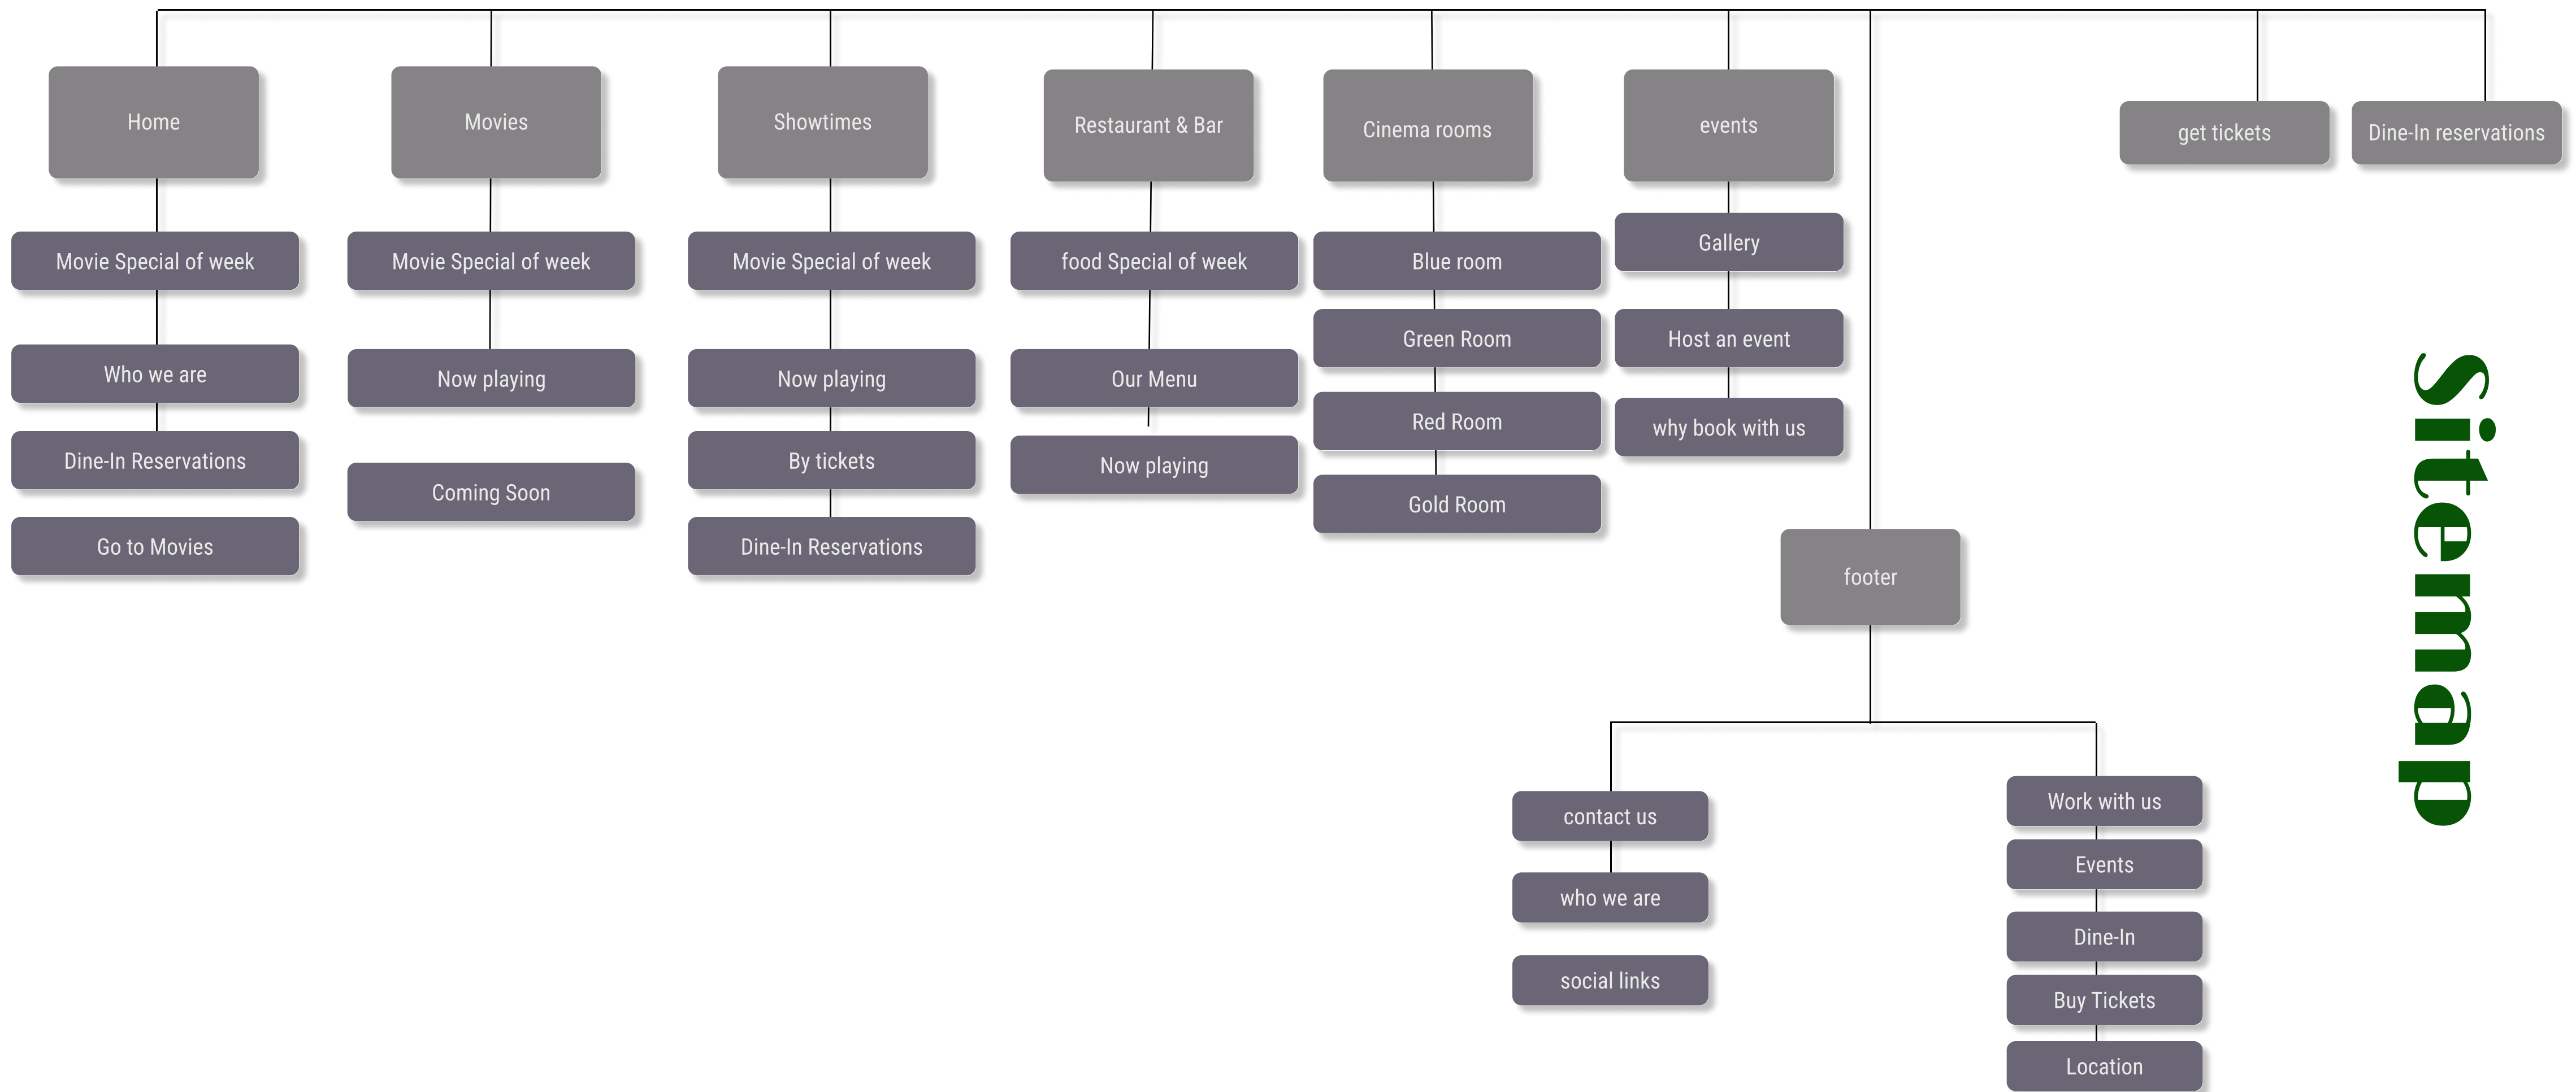 Home
Movies
Showtimes
Restaurant & Bar
Cinema rooms
events
get tickets
Dine-In reservations
Movie Special of week
Who we are
Dine-In Reservations
Go to Movies
Movie Special of week
Now playing
Coming Soon
Movie Special of week
Now playing
By tickets
Dine-In Reservations
food Special of week
Our Menu
Now playing
Blue room
Green Room
Red Room
Gold Room
Gallery
Host an event
why book with us
footer
contact us
who we are
social links
Work with us
Events
Dine-In
Buy Tickets
Location
Sitemap